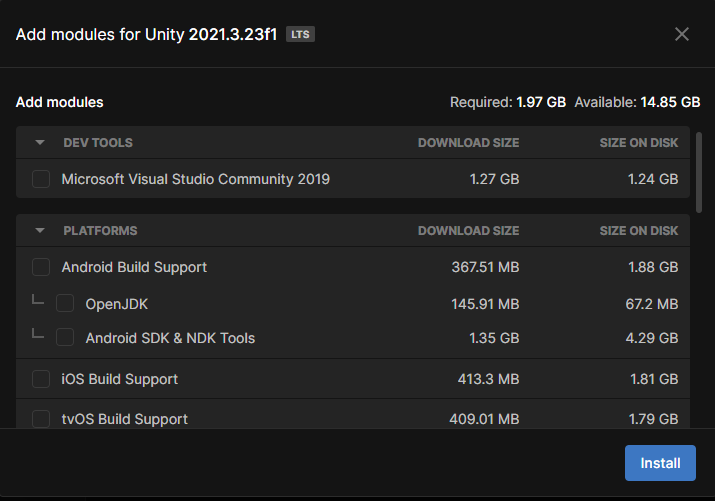 Add modules for Unity 2021.3.23f1 LTS
Add modules Required: 1.97 GB Available: 14.85 GB
DEV TOOLS DOWNLOAD SIZE SIZE ON DISK
Microsoft Visual Studio Community 2019 1.27 GB 1.24 GB
PLATFORMS DOWNLOAD SIZE SIZE ON DISK
Android Build Support 367.51 MB 1.88 GB
OpenJDK 145.91 MB 67.2 MB
Android SDK & NDK Tools 1.35 GB 4.29 GB
iOS Build Support 413.3 MB 1.81 GB
tvOS Build Support 409.01 MB 1.79 GB
Install